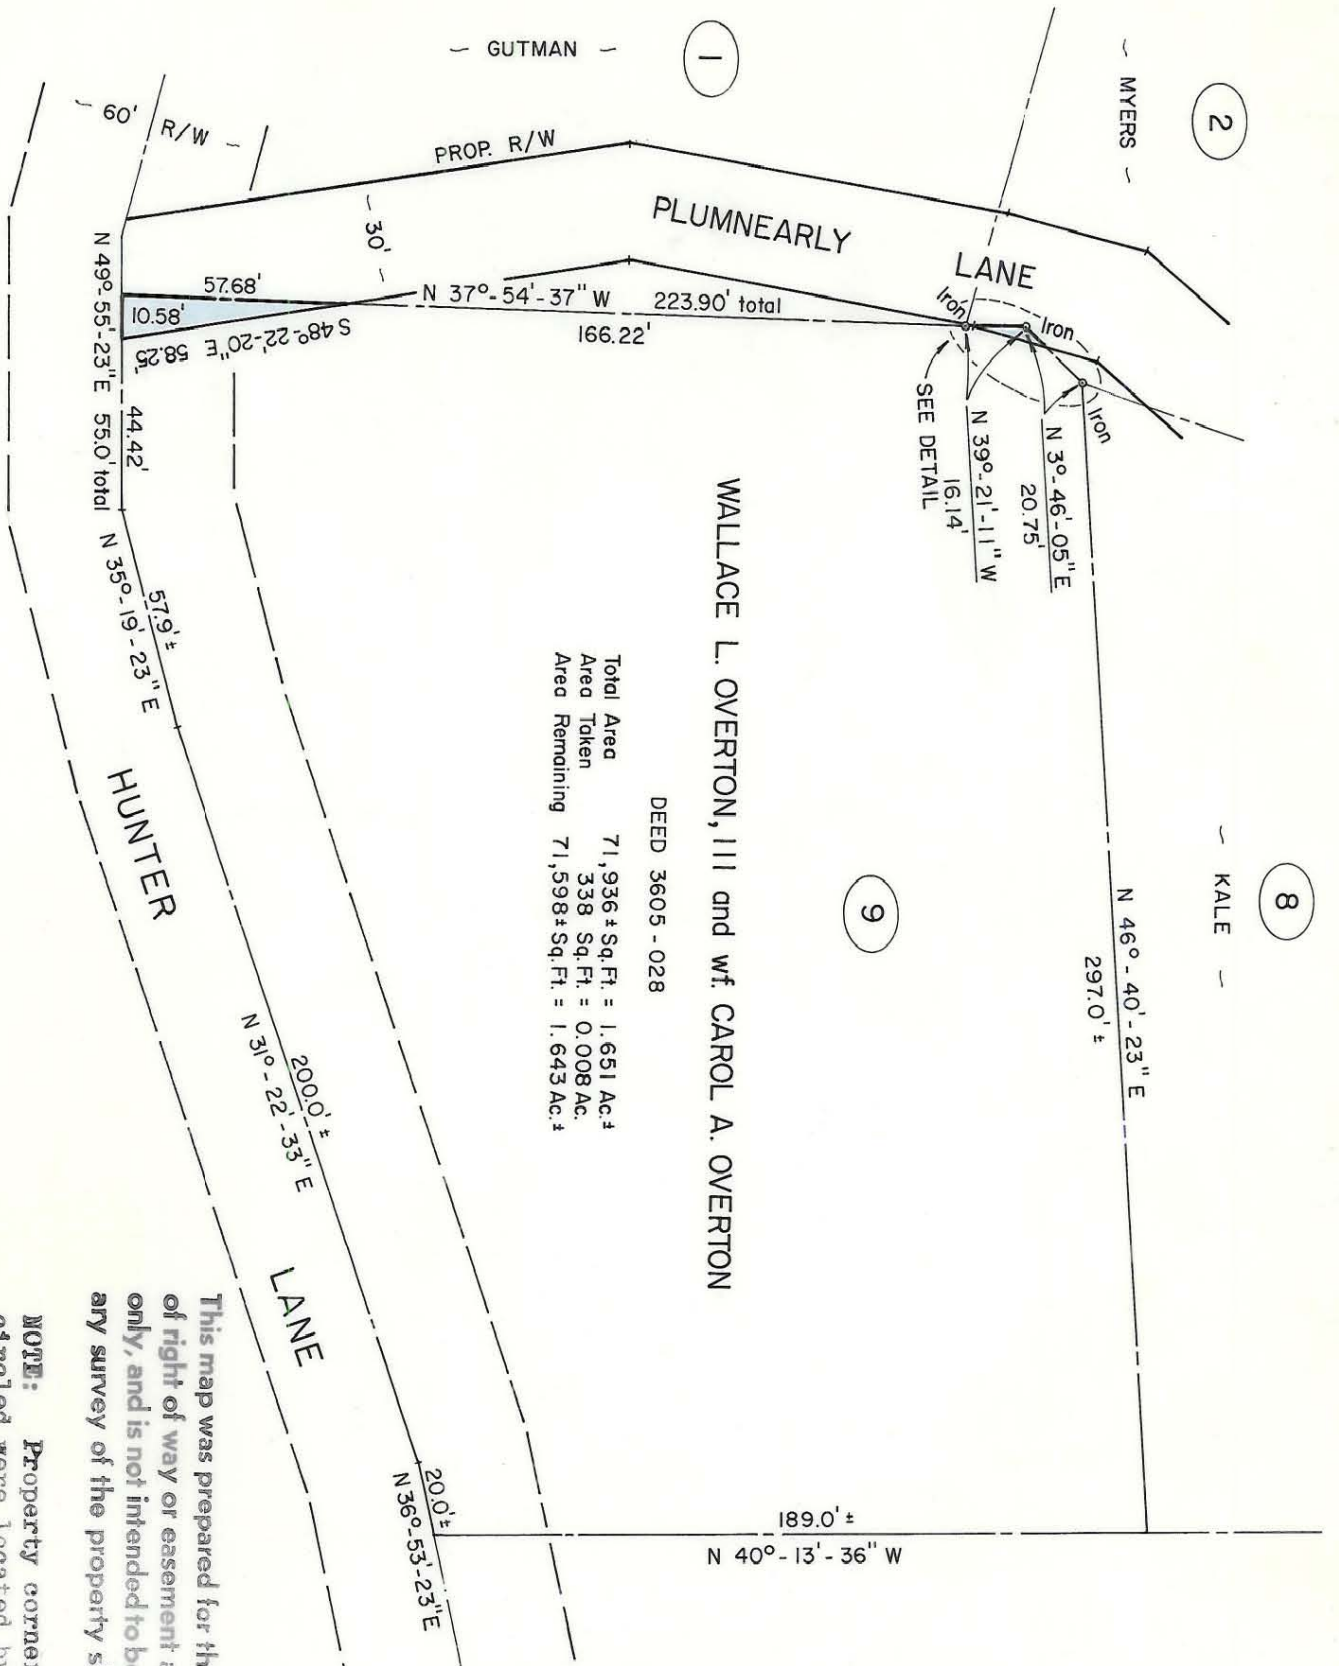 2
~ MYERS ~
1
~ GUTMAN ~
~ 60' R/W ~
PROP. R/W
~ 30' ~
PLUMNEARLY
LANE
Iron
Iron
Iron
57.68'
10.58'
S 48°-22'-20" E 58.25'
N 37°-54'-37" W 223.90' total
166.22'
SEE DETAIL
N 39°-21'-11" W
16.14'
N 3°-46'-05" E
20.75'
N 49°-55'-23" E 55.0' total
44.42'
57.9' ±
N 35°-19'-23" E
8
~ KALE ~
N 46°-40'-23" E
297.0' ±
9
WALLACE L. OVERTON, III and wf. CAROL A. OVERTON
DEED 3605-028
Total Area 71,936 ± Sq.Ft. = 1.651 Ac.±
Area Taken 338 Sq.Ft. = 0.008 Ac.
Area Remaining 71,598 ± Sq.Ft. = 1.643 Ac.±
HUNTER
LANE
200.0' ±
N 31°-22'-33" E
20.0' ±
N 36°-53'-23" E
189.0' ±
N 40°-13'-36" W
This map was prepared for th
of right of way or easement
only, and is not intended to b
ary survey of the property s
NOTE: Property corner
circled were located b